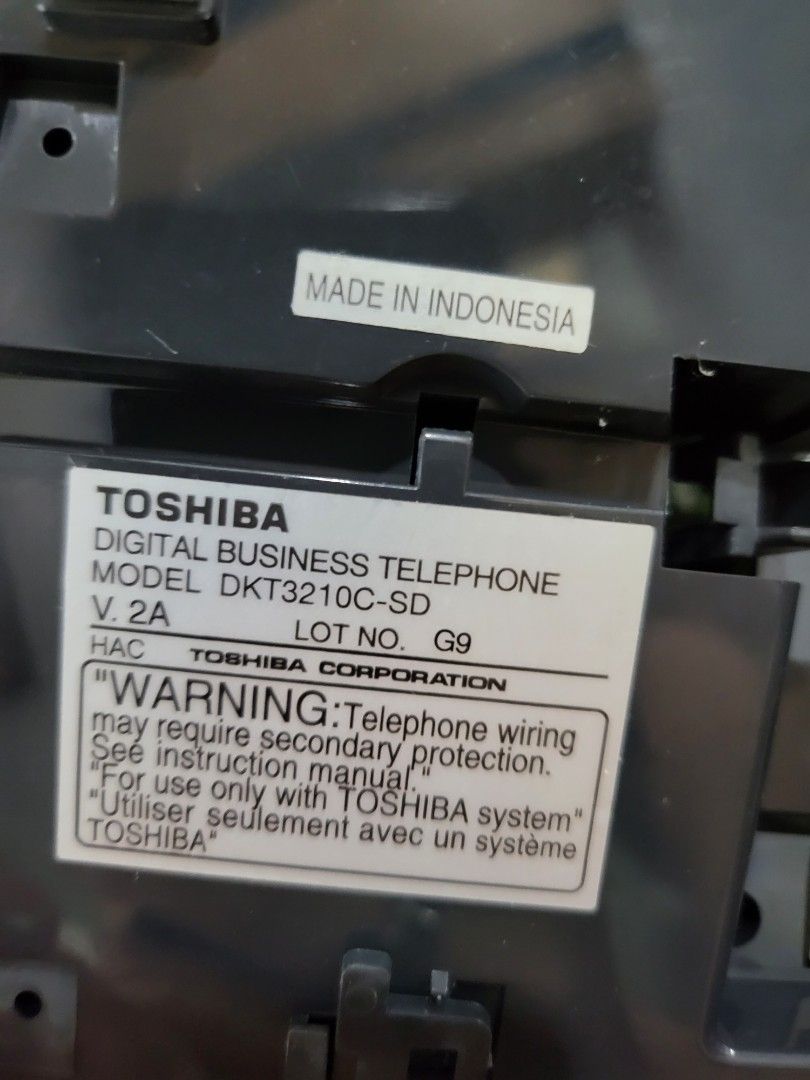 MADE IN INDONESIA
TOSHIBA
DIGITAL BUSINESS TELEPHONE
MODEL DKT3210C-SD
V. 2A LOT NO. G9
HAC TOSHIBA CORPORATION
"WARNING:Telephone wiring
may require secondary protection.
See instruction manual."
"For use only with TOSHIBA system"
"Utiliser seulement avec un système
TOSHIBA"